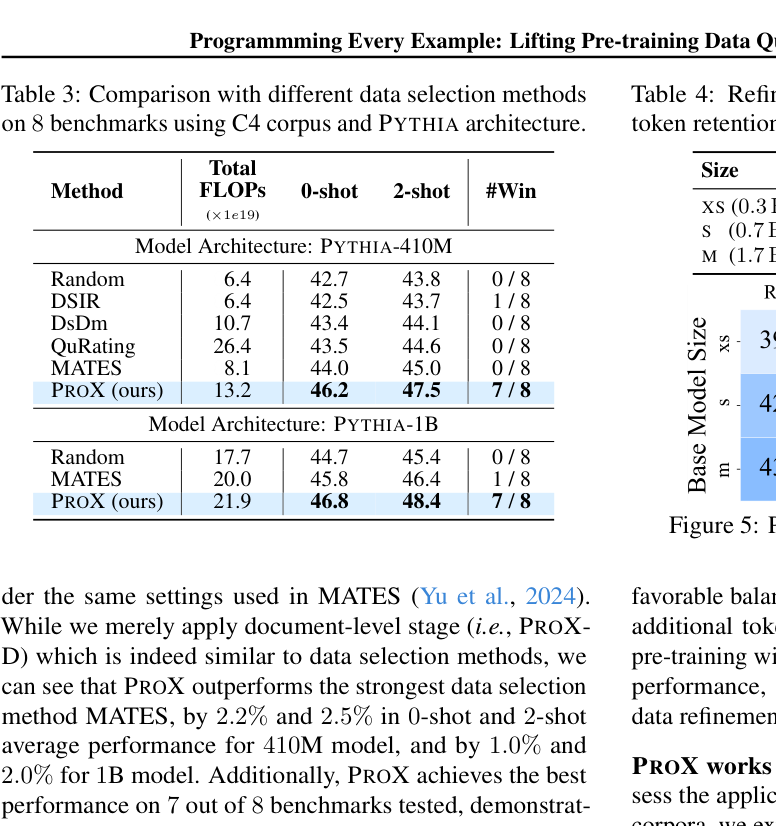 Programmming Every Example: Lifting Pre-training Data
Table 3: Comparison with different data selection methods
on 8 benchmarks using C4 corpus and PYTHIA architecture.
Method Total FLOPs (×1e19) 0-shot 2-shot #Win
Model Architecture: PYTHIA-410M
Random 6.4 42.7 43.8 0 / 8
DSIR 6.4 42.5 43.7 1 / 8
DsDm 10.7 43.4 44.1 0 / 8
QuRating 26.4 43.5 44.6 0 / 8
MATES 8.1 44.0 45.0 0 / 8
PROX (ours) 13.2 46.2 47.5 7 / 8
Model Architecture: PYTHIA-1B
Random 17.7 44.7 45.4 0 / 8
MATES 20.0 45.8 46.4 1 / 8
PROX (ours) 21.9 46.8 48.4 7 / 8
der the same settings used in MATES (Yu et al., 2024).
While we merely apply document-level stage (i.e., PROX-
D) which is indeed similar to data selection methods, we
can see that PROX outperforms the strongest data selection
method MATES, by 2.2% and 2.5% in 0-shot and 2-shot
average performance for 410M model, and by 1.0% and
2.0% for 1B model. Additionally, PROX achieves the best
performance on 7 out of 8 benchmarks tested, demonstrat-
Table 4:
token retention
Size
XS (0.3
S (0.7
M (1.7
Base Model Size
xs
s
m
Figure 5:
favorable
additional
pre-training
performance,
data
PROX works
sess the
corpora, we